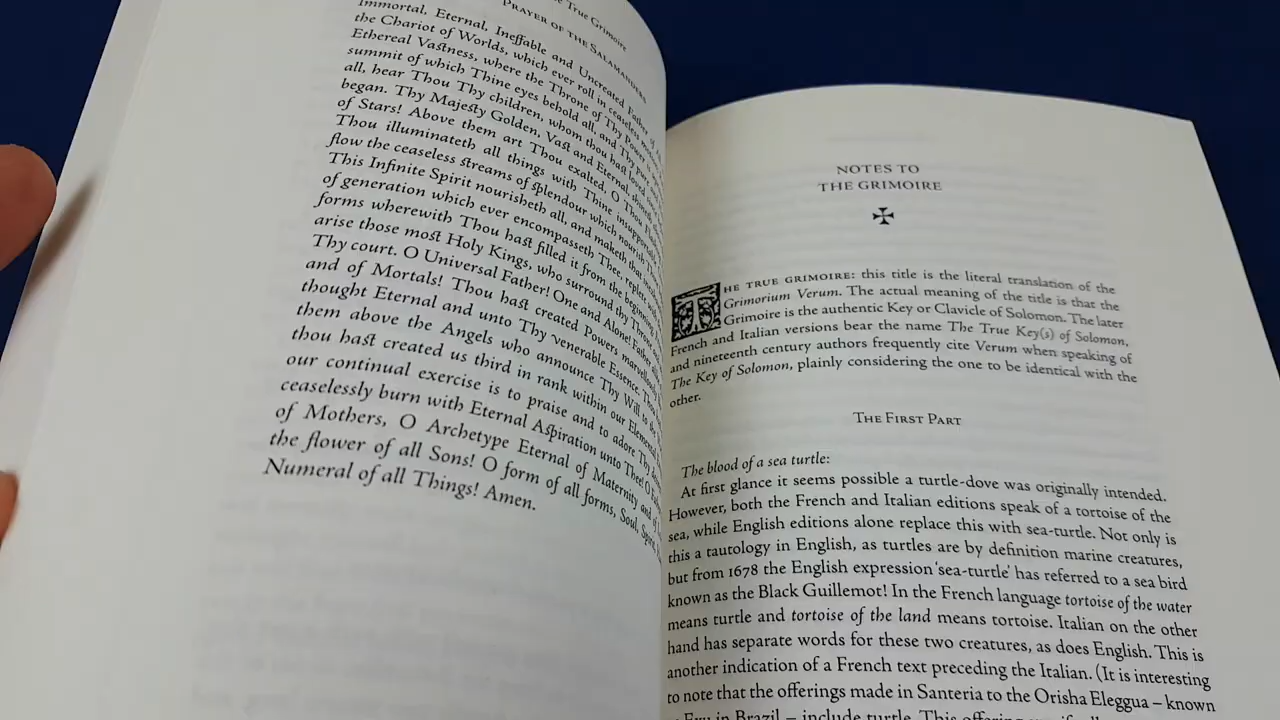 The True Grimoire
Prayer of the Salamanders
Immortal, Eternal, Ineffable and Uncreated Father of
the Chariot of Worlds, which ever roll in ceaseless
Ethereal Vastness, where the Throne of Thy Power
summit of which Thine eyes behold all, and Thy pure
all, hear Thou Thy children, whom thou hast loved
began. Thy Majesty Golden, Vast and Eternal,
of Stars! Above them art Thou exalted, O Thou
Thou illuminateth all things with Thine
flow the ceaseless streams of splendour which nourish
This Infinite Spirit nourisheth all, and maketh that
of generation which ever encompasseth Thee, replete with
forms wherewith Thou hast filled it from the beginning
arise those most Holy Kings, who surround Thy Throne
Thy court. O Universal Father! One and Alone! Father
and of Mortals! Thou hast created Powers
thought Eternal and unto Thy venerable Essence. Thou
them above the Angels who announce Thy Will to the
thou hast created us third in rank within our Elemental
our continual exercise is to praise and to adore Thy
ceaselessly burn with Eternal Aspiration unto Thee! O
of Mothers, O Archetype Eternal of Maternity and of
the flower of all Sons! O form of all forms, Soul, Spirit,
Numeral of all Things! Amen.
NOTES TO
THE GRIMOIRE
THE TRUE GRIMOIRE: this title is the literal translation of the
Grimorium Verum. The actual meaning of the title is that the
Grimoire is the authentic Key or Clavicle of Solomon. The later
French and Italian versions bear the name The True Key(s) of Solomon,
and nineteenth century authors frequently cite Verum when speaking of
The Key of Solomon, plainly considering the one to be identical with the
other.
The First Part
The blood of a sea turtle:
At first glance it seems possible a turtle-dove was originally intended.
However, both the French and Italian editions speak of a tortoise of the
sea, while English editions alone replace this with sea-turtle. Not only is
this a tautology in English, as turtles are by definition marine creatures,
but from 1678 the English expression 'sea-turtle' has referred to a sea bird
known as the Black Guillemot! In the French language tortoise of the water
means turtle and tortoise of the land means tortoise. Italian on the other
hand has separate words for these two creatures, as does English. This is
another indication of a French text preceding the Italian. (It is interesting
to note that the offerings made in Santeria to the Orisha Eleggua – known
as Exu in Brazil – include turtle. This offering